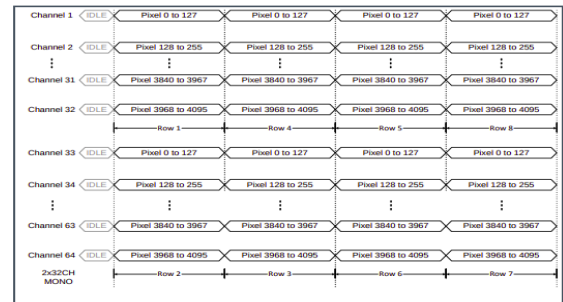 Channel 1 IDLE Pixel 0 to 127 Pixel 0 to 127 Pixel 0 to 127 Pixel 0 to 127
Channel 2 IDLE Pixel 128 to 255 Pixel 128 to 255 Pixel 128 to 255 Pixel 128 to 255
Channel 31 IDLE Pixel 3840 to 3967 Pixel 3840 to 3967 Pixel 3840 to 3967 Pixel 3840 to 3967
Channel 32 IDLE Pixel 3968 to 4095 Pixel 3968 to 4095 Pixel 3968 to 4095 Pixel 3968 to 4095
Row 1 Row 4 Row 5 Row 8
Channel 33 IDLE Pixel 0 to 127 Pixel 0 to 127 Pixel 0 to 127 Pixel 0 to 127
Channel 34 IDLE Pixel 128 to 255 Pixel 128 to 255 Pixel 128 to 255 Pixel 128 to 255
Channel 63 IDLE Pixel 3840 to 3967 Pixel 3840 to 3967 Pixel 3840 to 3967 Pixel 3840 to 3967
Channel 64 IDLE Pixel 3968 to 4095 Pixel 3968 to 4095 Pixel 3968 to 4095 Pixel 3968 to 4095
2x32CH Row 2 Row 3 Row 6 Row 7
MONO